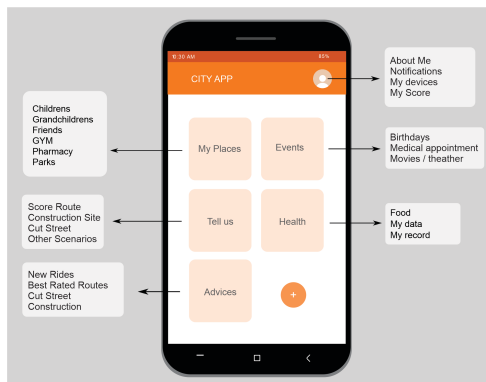 10:30 AM
85%
CITY APP
About Me
Notifications
My devices
My Score
Childrens
Grandchildrens
Friends
GYM
Pharmacy
Parks
My Places
Events
Birthdays
Medical appointment
Movies / theather
Score Route
Construction Site
Cut Street
Other Scenarios
Tell us
Health
Food
My data
My record
New Rides
Best Rated Routes
Cut Street
Construction
Advices
+